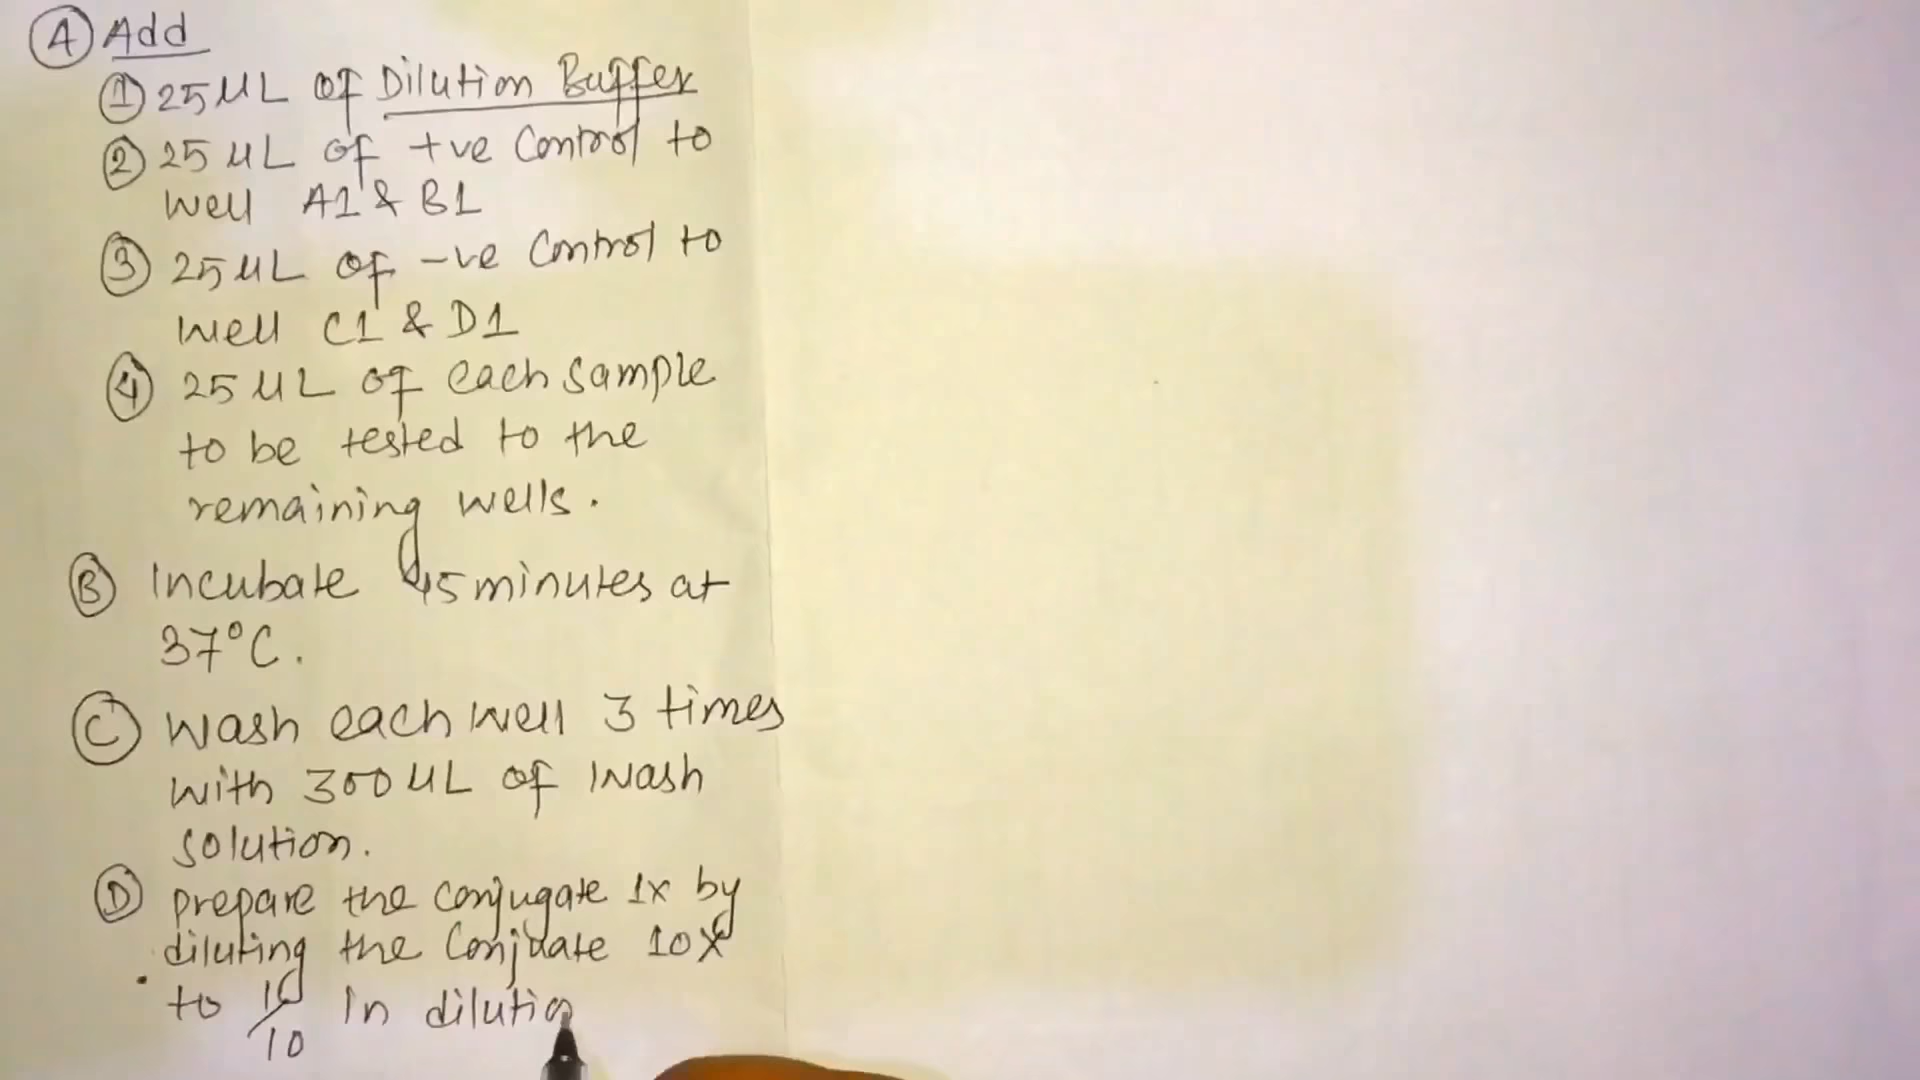 A Add
1 25 µL of Dilution Buffer
2 25 µL of +ve Control to
well A1 & B1
3 25 µL of -ve Control to
well C1 & D1
4 25 µL of each sample
to be tested to the
remaining wells.
B Incubate 45 minutes at
37°C.
C Wash each well 3 times
with 300 µL of Wash
solution.
D prepare the conjugate 1x by
diluting the Conjuate 10X
to 1/10 in dilutio